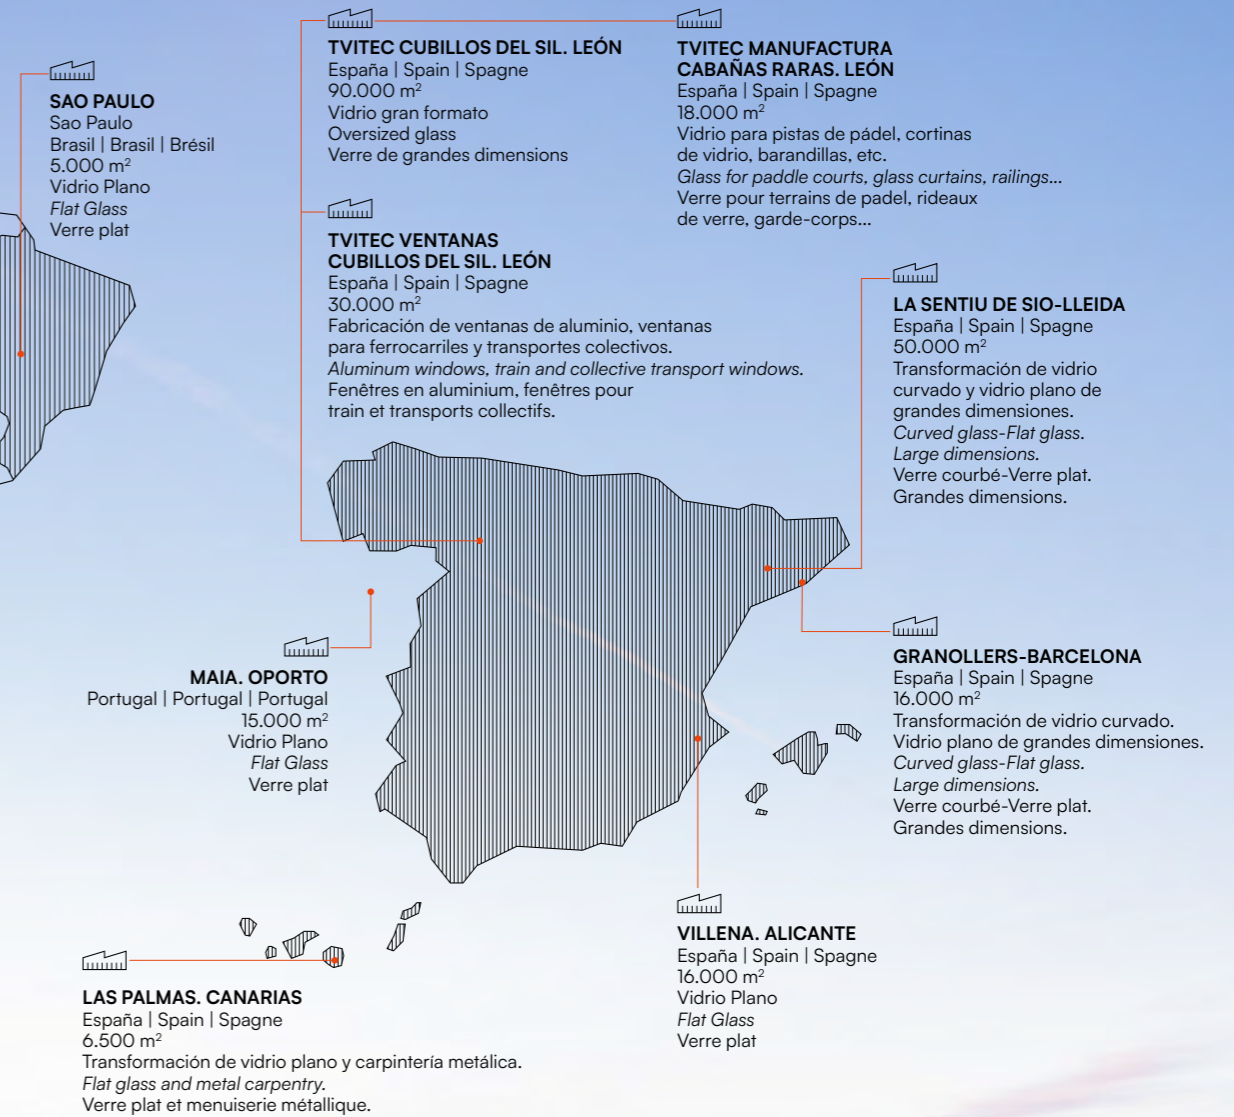 SAO PAULO
Sao Paulo
Brasil | Brasil | Brésil
5.000 m²
Vidrio Plano
Flat Glass
Verre plat
TVITEC CUBILLOS DEL SIL. LEÓN
España | Spain | Spagne
90.000 m²
Vidrio gran formato
Oversized glass
Verre de grandes dimensions
TVITEC MANUFACTURA
CABAÑAS RARAS. LEÓN
España | Spain | Spagne
18.000 m²
Vidrio para pistas de pádel, cortinas
de vidrio, barandillas, etc.
Glass for paddle courts, glass curtains, railings...
Verre pour terrains de padel, rideaux
de verre, garde-corps...
TVITEC VENTANAS
CUBILLOS DEL SIL. LEÓN
España | Spain | Spagne
30.000 m²
Fabricación de ventanas de aluminio, ventanas
para ferrocarriles y transportes colectivos.
Aluminum windows, train and collective transport windows.
Fenêtres en aluminium, fenêtres pour
train et transports collectifs.
LA SENTIU DE SIO-LLEIDA
España | Spain | Spagne
50.000 m²
Transformación de vidrio
curvado y vidrio plano de
grandes dimensiones.
Curved glass-Flat glass.
Large dimensions.
Verre courbé-Verre plat.
Grandes dimensions.
MAIA. OPORTO
Portugal | Portugal | Portugal
15.000 m²
Vidrio Plano
Flat Glass
Verre plat
GRANOLLERS-BARCELONA
España | Spain | Spagne
16.000 m²
Transformación de vidrio curvado.
Vidrio plano de grandes dimensiones.
Curved glass-Flat glass.
Large dimensions.
Verre courbé-Verre plat.
Grandes dimensions.
VILLENA. ALICANTE
España | Spain | Spagne
16.000 m²
Vidrio Plano
Flat Glass
Verre plat
LAS PALMAS. CANARIAS
España | Spain | Spagne
6.500 m²
Transformación de vidrio plano y carpintería metálica.
Flat glass and metal carpentry.
Verre plat et menuiserie métallique.